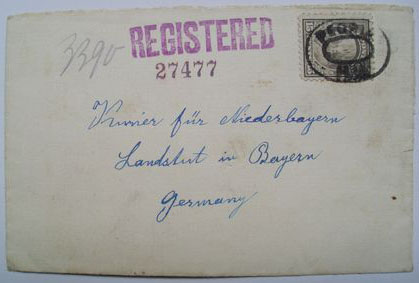 3390
REGISTERED
27477
Kurier für Niederbayern
Landshut in Bayern
Germany